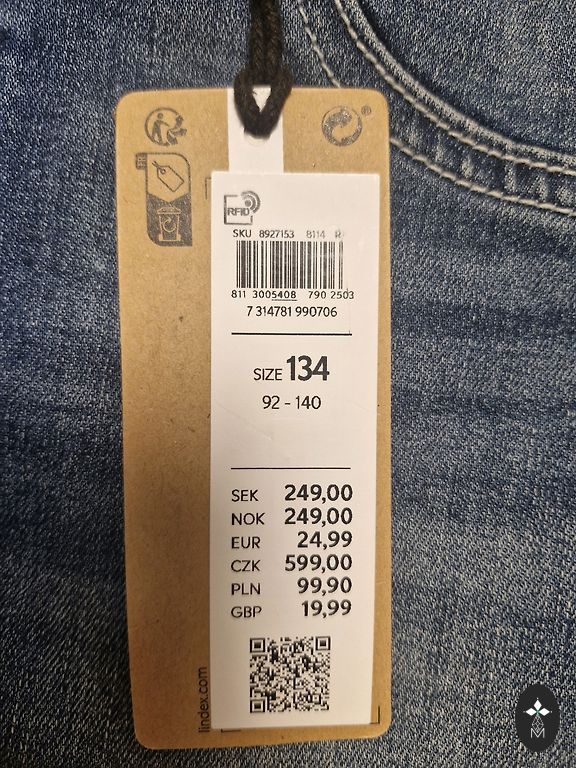 FR
RFID
SKU 8927153 8114 R
811 3005408 790 2503
7 314781 990706
SIZE 134
92 - 140
SEK 249,00
NOK 249,00
EUR 24,99
CZK 599,00
PLN 99,90
GBP 19,99
lindex.com
M